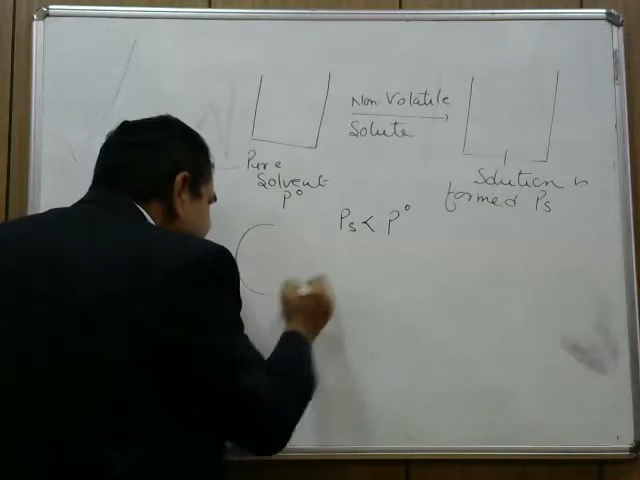 Non-Volatile
Solute
Pure
Solvent
P°
Solution is
formed Ps
Ps < P°